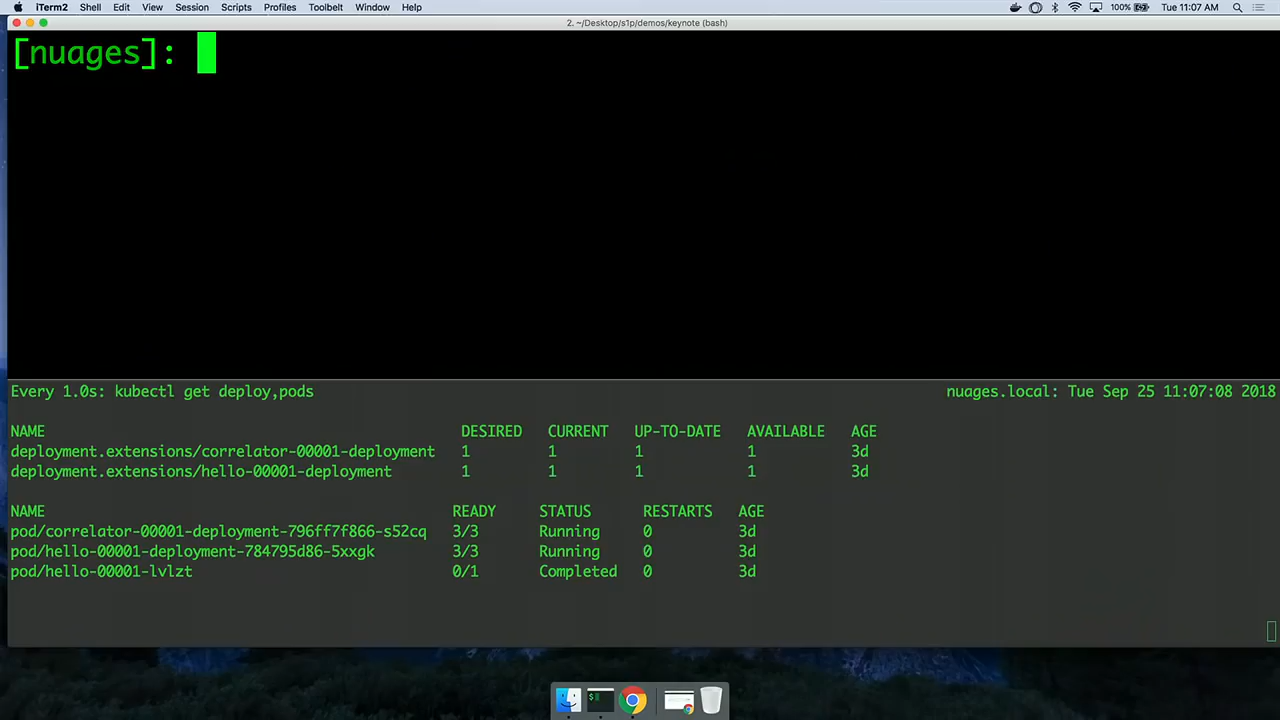 iTerm2 Shell Edit View Session Scripts Profiles Toolbelt Window Help 100% Tue 11:07 AM
2. ~/Desktop/s1p/demos/keynote (bash)
[nuages]:
Every 1.0s: kubectl get deploy,pods nuages.local: Tue Sep 25 11:07:08 2018
NAME DESIRED CURRENT UP-TO-DATE AVAILABLE AGE
deployment.extensions/correlator-00001-deployment 1 1 1 1 3d
deployment.extensions/hello-00001-deployment 1 1 1 1 3d
NAME READY STATUS RESTARTS AGE
pod/correlator-00001-deployment-796ff7f866-s52cq 3/3 Running 0 3d
pod/hello-00001-deployment-784795d86-5xxgk 3/3 Running 0 3d
pod/hello-00001-lvlzt 0/1 Completed 0 3d